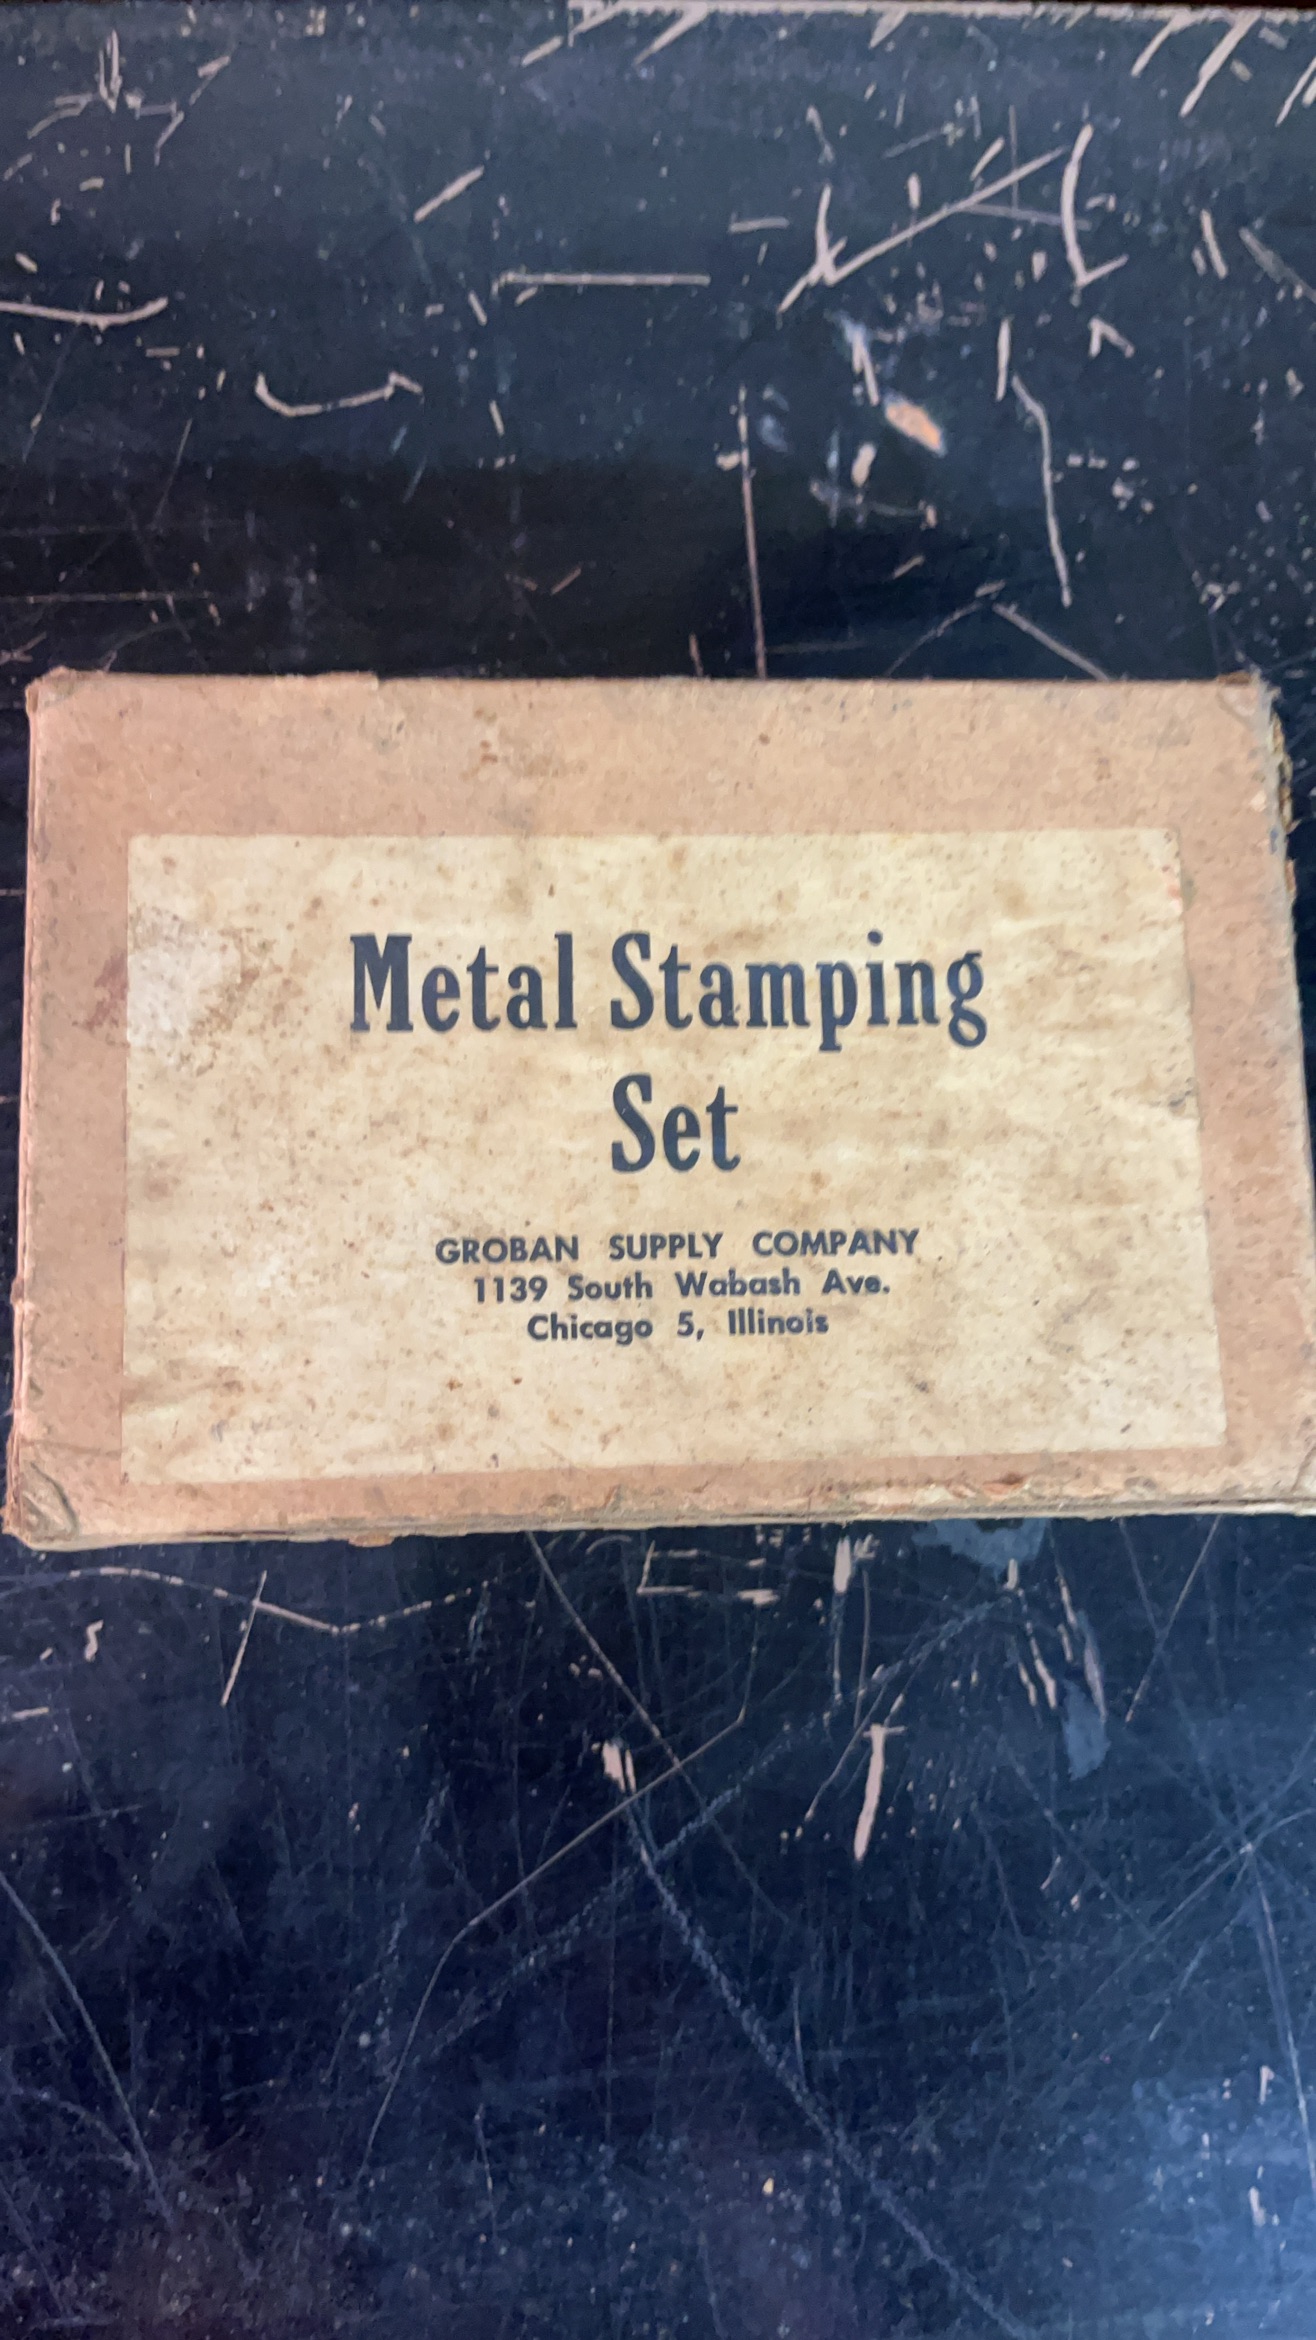 Metal Stamping
Set
GROBAN SUPPLY COMPANY
1139 South Wabash Ave.
Chicago 5, Illinois